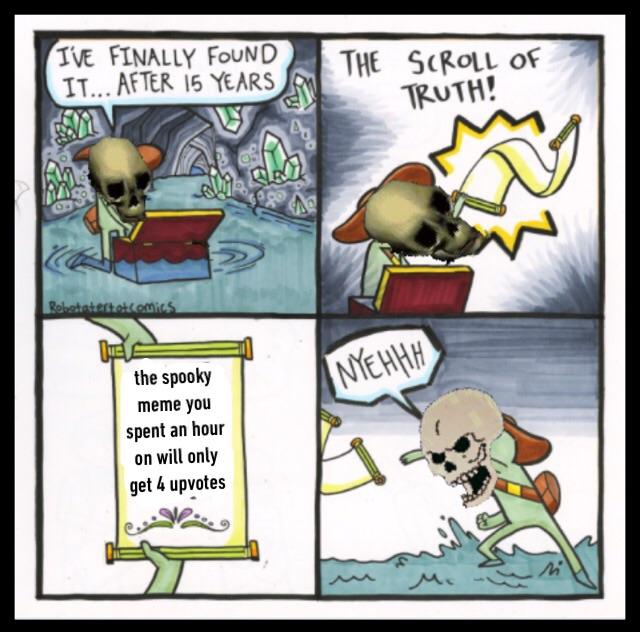 I'VE FINALLY FOUND
IT... AFTER 15 YEARS
THE SCROLL OF
TRUTH!
Robotatertotcomics
the spooky
meme you
spent an hour
on will only
get 4 upvotes
NYEHHH